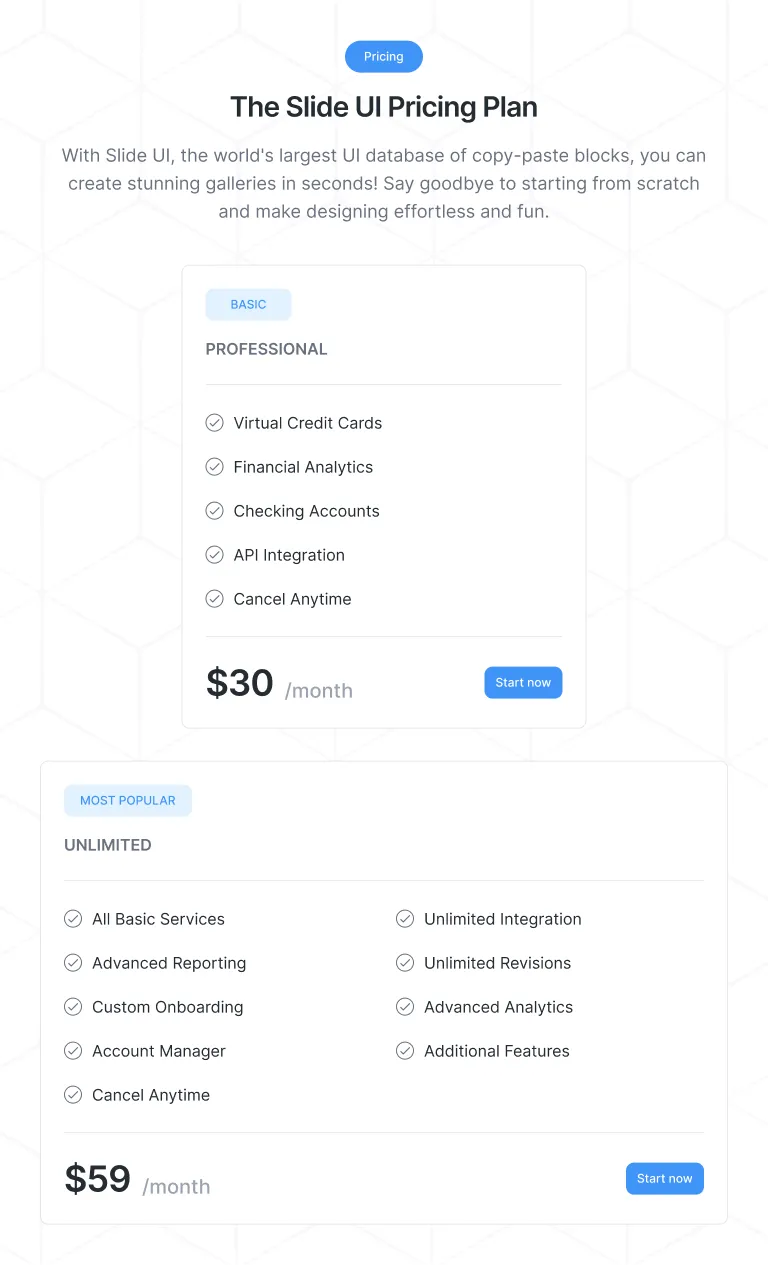 Pricing
The Slide UI Pricing Plan
With Slide UI, the world's largest UI database of copy-paste blocks, you can
create stunning galleries in seconds! Say goodbye to starting from scratch
and make designing effortless and fun.
BASIC
PROFESSIONAL
Virtual Credit Cards
Financial Analytics
Checking Accounts
API Integration
Cancel Anytime
$30 /month
Start now
MOST POPULAR
UNLIMITED
All Basic Services
Advanced Reporting
Custom Onboarding
Account Manager
Cancel Anytime
Unlimited Integration
Unlimited Revisions
Advanced Analytics
Additional Features
$59 /month
Start now